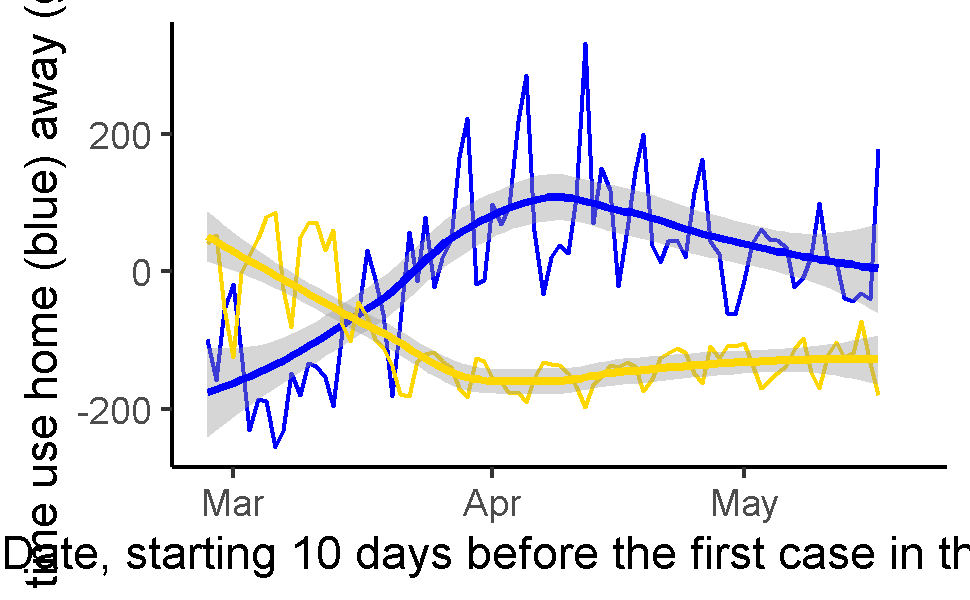 time use home (blue) away (
200
0
-200
Mar Apr May
Date, starting 10 days before the first case in th